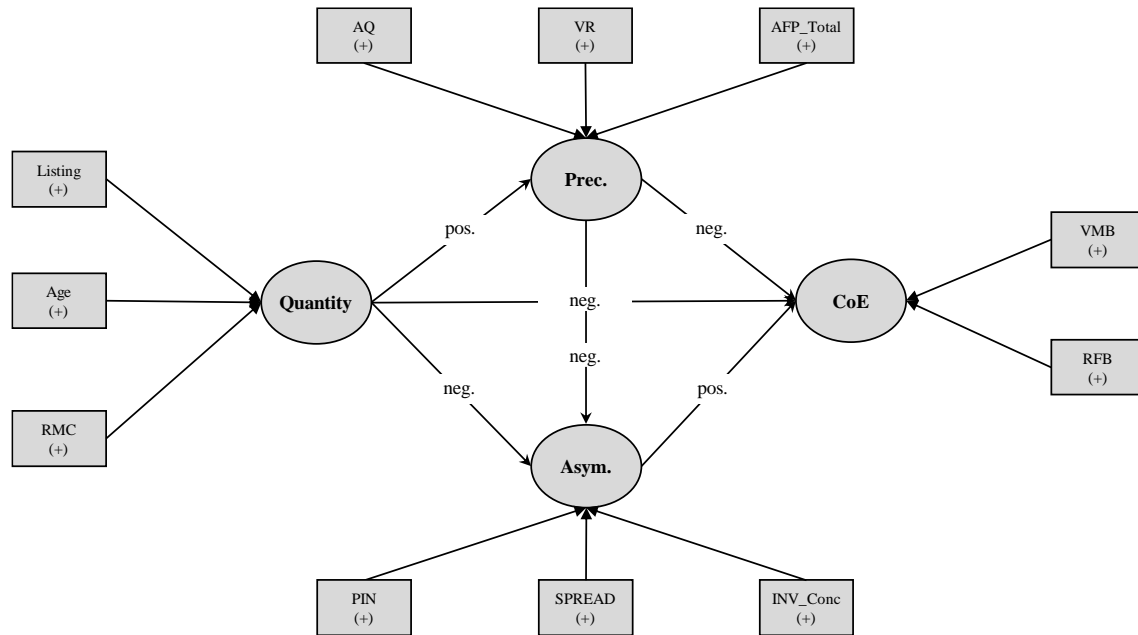 AQ
(+)
VR
(+)
AFP_Total
(+)
Listing
(+)
Prec.
pos.
neg.
VMB
(+)
Age
(+)
Quantity
neg.
CoE
neg.
neg.
pos.
RFB
(+)
RMC
(+)
Asym.
PIN
(+)
SPREAD
(+)
INV_Conc
(+)